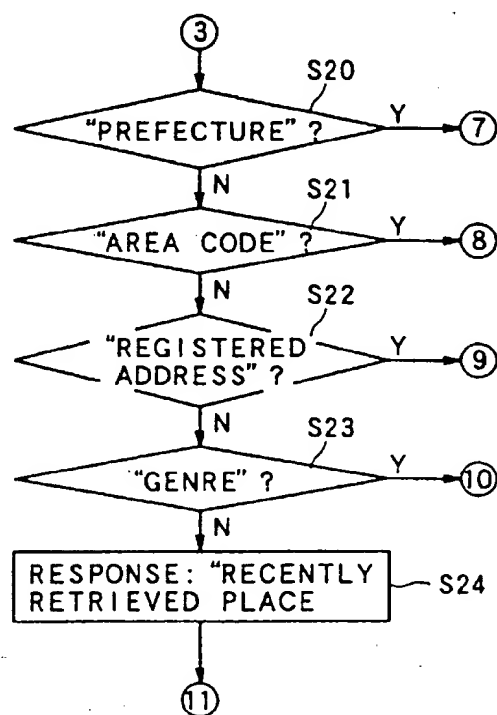 ③
S20
"PREFECTURE" ?
Y
⑦
N
S21
"AREA CODE" ?
Y
⑧
N
S22
"REGISTERED
ADDRESS" ?
Y
⑨
N
S23
"GENRE" ?
Y
⑩
N
RESPONSE: "RECENTLY
RETRIEVED PLACE
S24
⑪